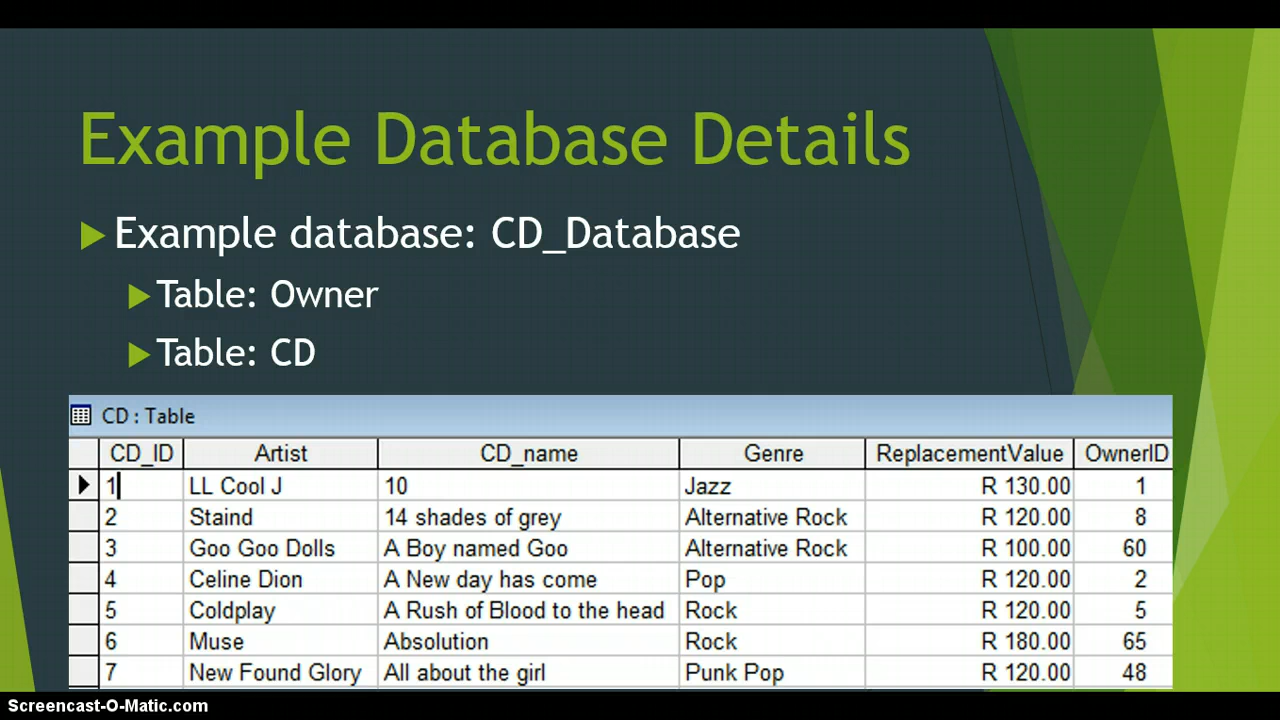 Example Database Details
Example database: CD_Database
Table: Owner
Table: CD
CD : Table
CD_ID Artist CD_name Genre ReplacementValue OwnerID
1 LL Cool J 10 Jazz R 130.00 1
2 Staind 14 shades of grey Alternative Rock R 120.00 8
3 Goo Goo Dolls A Boy named Goo Alternative Rock R 100.00 60
4 Celine Dion A New day has come Pop R 120.00 2
5 Coldplay A Rush of Blood to the head Rock R 120.00 5
6 Muse Absolution Rock R 180.00 65
7 New Found Glory All about the girl Punk Pop R 120.00 48
Screencast-O-Matic.com